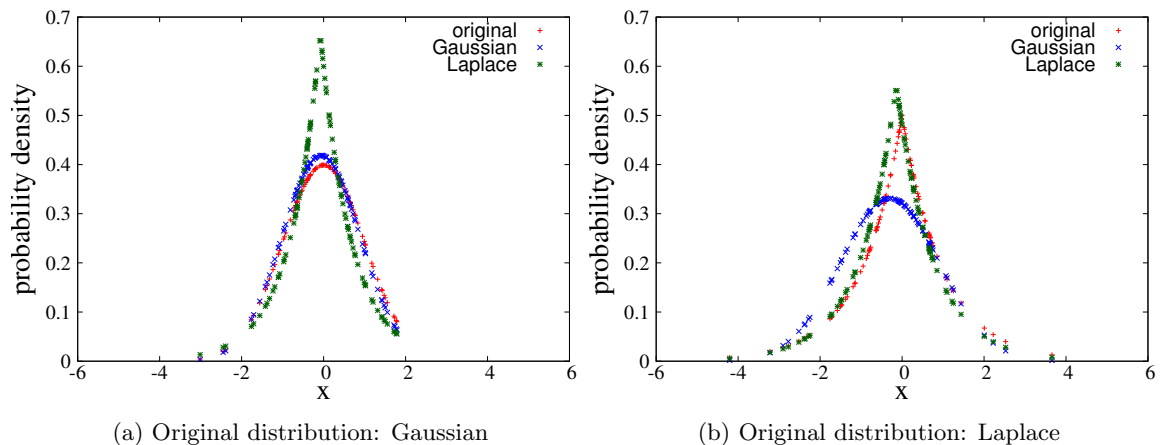 0.7
0.6
0.5
0.4
0.3
0.2
0.1
0
probability density
original
Gaussian
Laplace
-6 -4 -2 0 2 4 6
x
(a) Original distribution: Gaussian
0.7
0.6
0.5
0.4
0.3
0.2
0.1
0
probability density
original
Gaussian
Laplace
-6 -4 -2 0 2 4 6
x
(b) Original distribution: Laplace